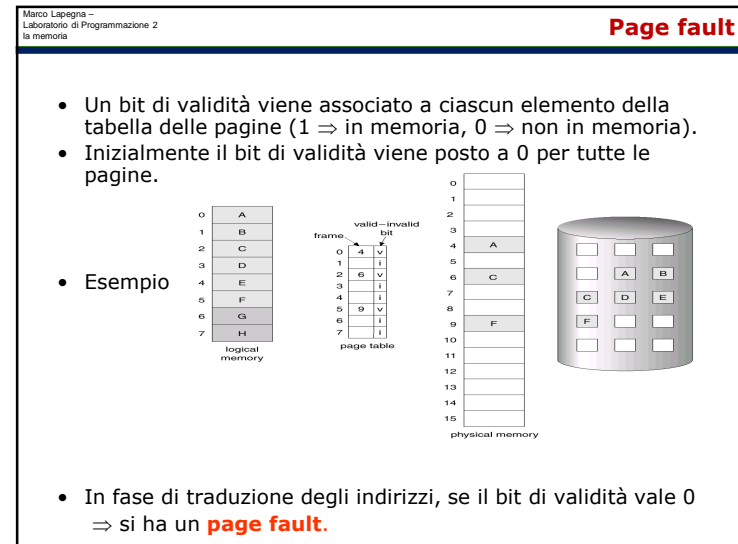 Marco Lapegna –
Laboratorio di Programmazione 2
la memoria
Page fault
• Un bit di validità viene associato a ciascun elemento della
tabella delle pagine (1 ⇒ in memoria, 0 ⇒ non in memoria).
• Inizialmente il bit di validità viene posto a 0 per tutte le
pagine.
• Esempio
0 A
1 B
2 C
3 D
4 E
5 F
6 G
7 H
logical
memory
valid–invalid
bit
frame
0 4 v
1 i
2 6 v
3 i
4 i
5 9 v
6 i
7 i
page table
0
1
2
3
4 A
5
6 C
7
8
9 F
10
11
12
13
14
15
physical memory
A B
C D E
F
• In fase di traduzione degli indirizzi, se il bit di validità vale 0
⇒ si ha un page fault.